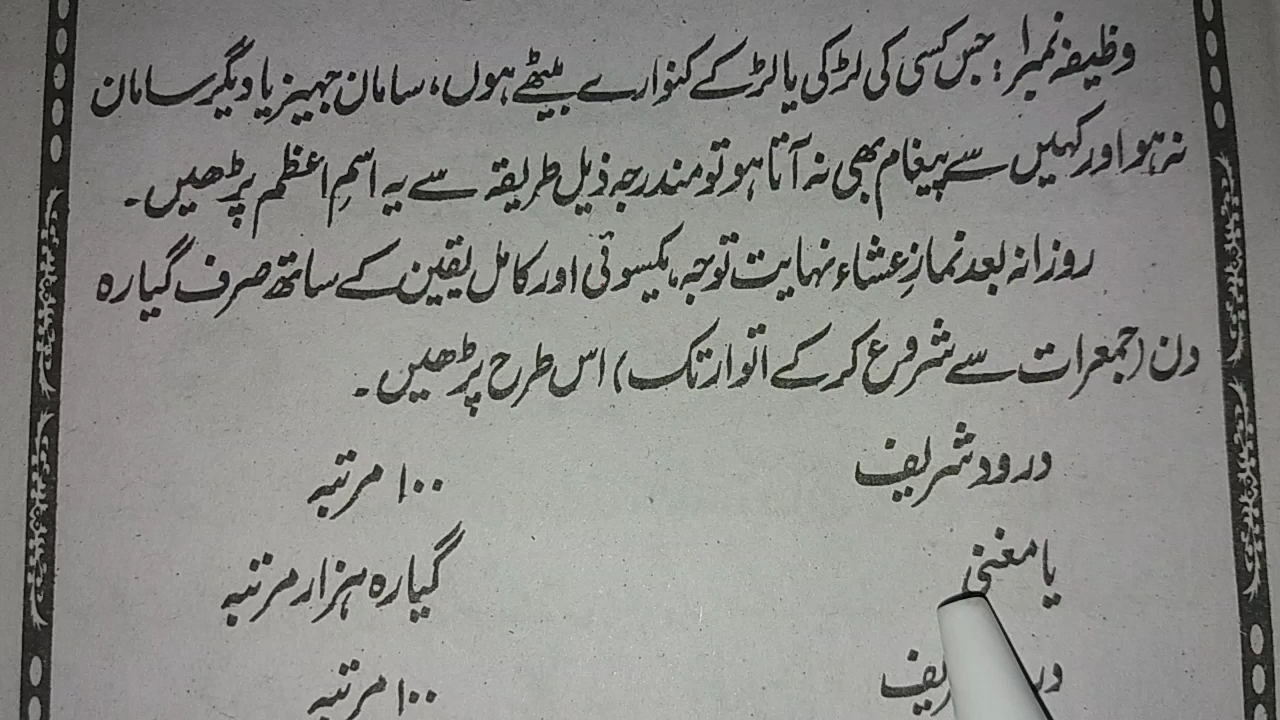 وظیفہ نمبر ۱: جس کسی کی لڑکی یا لڑکے کنوارے بیٹھے ہوں، سامان جہیز یا دیگر سامان
نہ ہو اور کہیں سے پیغام بھی نہ آتا ہو تو مندرجہ ذیل طریقہ سے یہ اسمِ اعظم پڑھیں۔
روزانہ بعد نمازِ عشاء نہایت توجہ، یکسوئی اور کامل یقین کے ساتھ صرف گیارہ
دن (جمعرات سے شروع کر کے اتوار تک) اس طرح پڑھیں۔
درود شریف ۱۰۰ مرتبہ
یا مغنی گیارہ ہزار مرتبہ
۱۰۰ مرتبہ